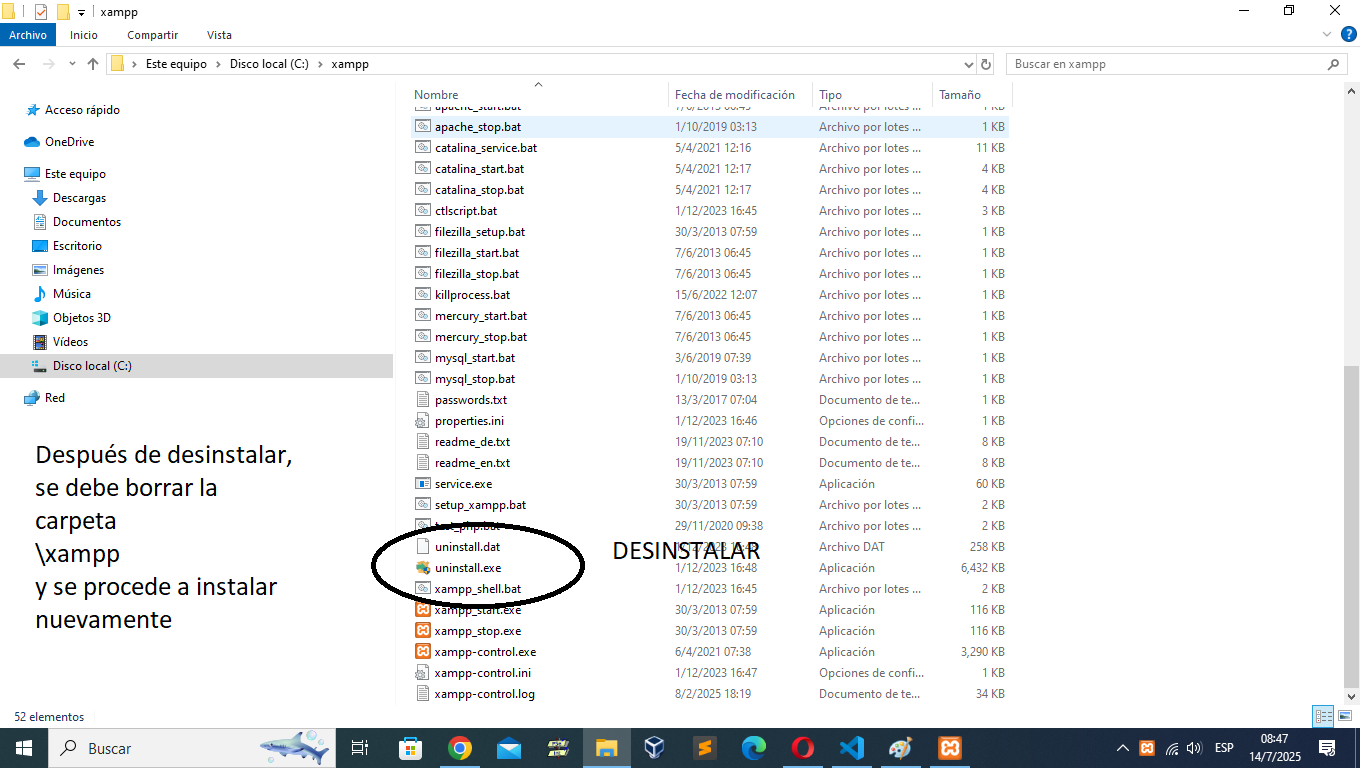 xampp
Archivo Inicio Compartir Vista
Este equipo Disco local (C:) xampp Buscar en xampp
Nombre Fecha de modificación Tipo Tamaño
apache_start.bat 7/6/2013 06:45 Archivo por lotes ... 1 KB
apache_stop.bat 1/10/2019 03:13 Archivo por lotes ... 1 KB
catalina_service.bat 5/4/2021 12:16 Archivo por lotes ... 11 KB
catalina_start.bat 5/4/2021 12:17 Archivo por lotes ... 4 KB
catalina_stop.bat 5/4/2021 12:17 Archivo por lotes ... 4 KB
ctlscript.bat 1/12/2023 16:45 Archivo por lotes ... 3 KB
filezilla_setup.bat 30/3/2013 07:59 Archivo por lotes ... 1 KB
filezilla_start.bat 7/6/2013 06:45 Archivo por lotes ... 1 KB
filezilla_stop.bat 7/6/2013 06:45 Archivo por lotes ... 1 KB
killprocess.bat 15/6/2022 12:07 Archivo por lotes ... 1 KB
mercury_start.bat 7/6/2013 06:45 Archivo por lotes ... 1 KB
mercury_stop.bat 7/6/2013 06:45 Archivo por lotes ... 1 KB
mysql_start.bat 3/6/2019 07:39 Archivo por lotes ... 1 KB
mysql_stop.bat 1/10/2019 03:13 Archivo por lotes ... 1 KB
passwords.txt 13/3/2017 07:04 Documento de te... 1 KB
properties.ini 1/12/2023 16:46 Opciones de confi... 1 KB
readme_de.txt 19/11/2023 07:10 Documento de te... 8 KB
readme_en.txt 19/11/2023 07:10 Documento de te... 8 KB
service.exe 30/3/2013 07:59 Aplicación 60 KB
setup_xampp.bat 30/3/2013 07:59 Archivo por lotes ... 2 KB
test_php.bat 29/11/2020 09:38 Archivo por lotes ... 2 KB
uninstall.dat Archivo DAT 258 KB
uninstall.exe 1/12/2023 16:48 Aplicación 6,432 KB
xampp_shell.bat 1/12/2023 16:45 Archivo por lotes ... 2 KB
xampp_start.exe 30/3/2013 07:59 Aplicación 116 KB
xampp_stop.exe 30/3/2013 07:59 Aplicación 116 KB
xampp-control.exe 6/4/2021 07:38 Aplicación 3,290 KB
xampp-control.ini 1/12/2023 16:47 Opciones de confi... 1 KB
xampp-control.log 8/2/2025 18:19 Documento de te... 34 KB
DESINSTALAR
Acceso rápido
OneDrive
Este equipo
Descargas
Documentos
Escritorio
Imágenes
Música
Objetos 3D
Vídeos
Disco local (C:)
Red
Después de desinstalar,
se debe borrar la
carpeta
\xampp
y se procede a instalar
nuevamente
52 elementos
Buscar
ESP
08:47
14/7/2025